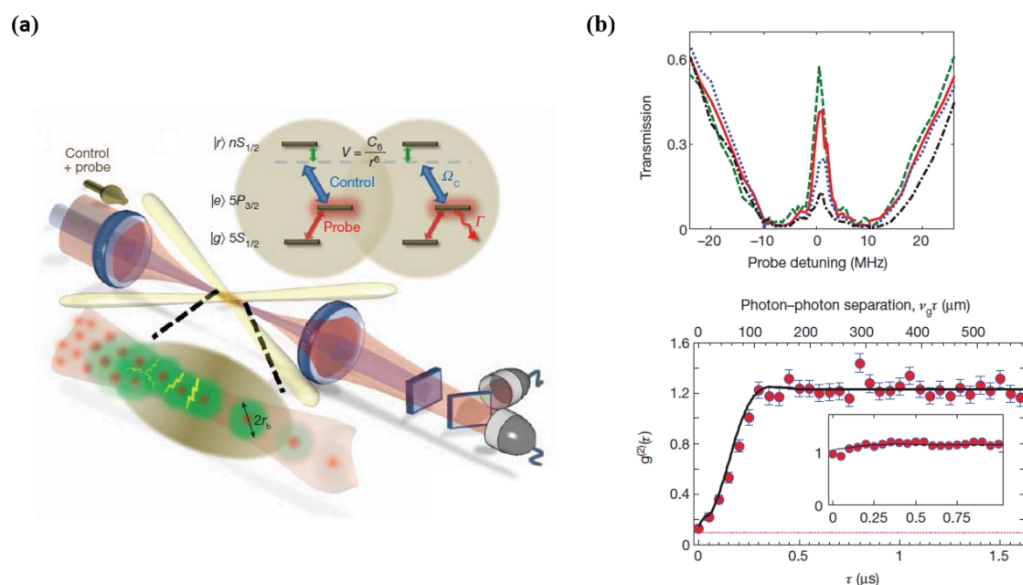 (a)
Control
+ probe
|r⟩ nS1/2
V = C6/r^6
|e⟩ 5P3/2
Control
Ωc
Probe
Γ
|g⟩ 5S1/2
2rb
(b)
0.6
0.3
0
Transmission
−20 −10 0 10 20
Probe detuning (MHz)
Photon–photon separation, νgτ (μm)
0 100 200 300 400 500
1.6
1.2
0.8
0.4
0
g(2)(τ)
1
0
0 0.25 0.5 0.75
0 0.5 1 1.5
τ (μs)